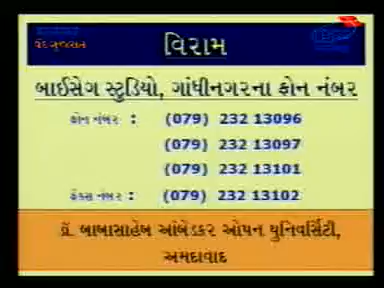 વંદે ગુજરાત
વિરામ
બાઈસેગ સ્ટુડિયો, ગાંધીનગરના ફોન નંબર
ફોન નંબર : (079) 232 13096
(079) 232 13097
(079) 232 13101
ફેક્સ નંબર : (079) 232 13102
ડૉ. બાબાસાહેબ આંબેડકર ઓપન યુનિવર્સિટી,
અમદાવાદ